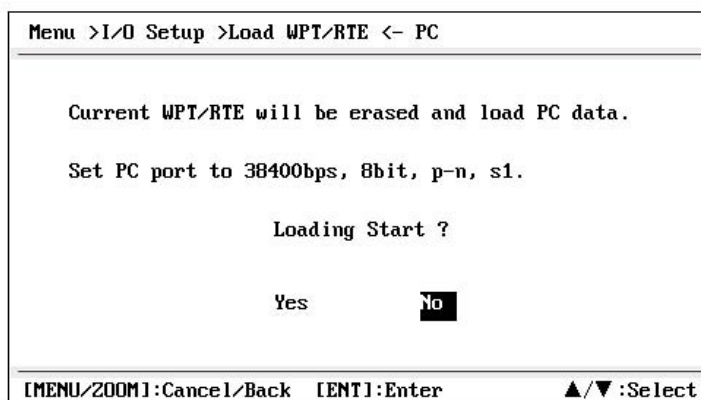 Menu >I/O Setup >Load WPT/RTE <- PC
Current WPT/RTE will be erased and load PC data.
Set PC port to 38400bps, 8bit, p-n, s1.
Loading Start ?
Yes No
[MENU/ZOOM]:Cancel/Back [ENT]:Enter ▲/▼:Select